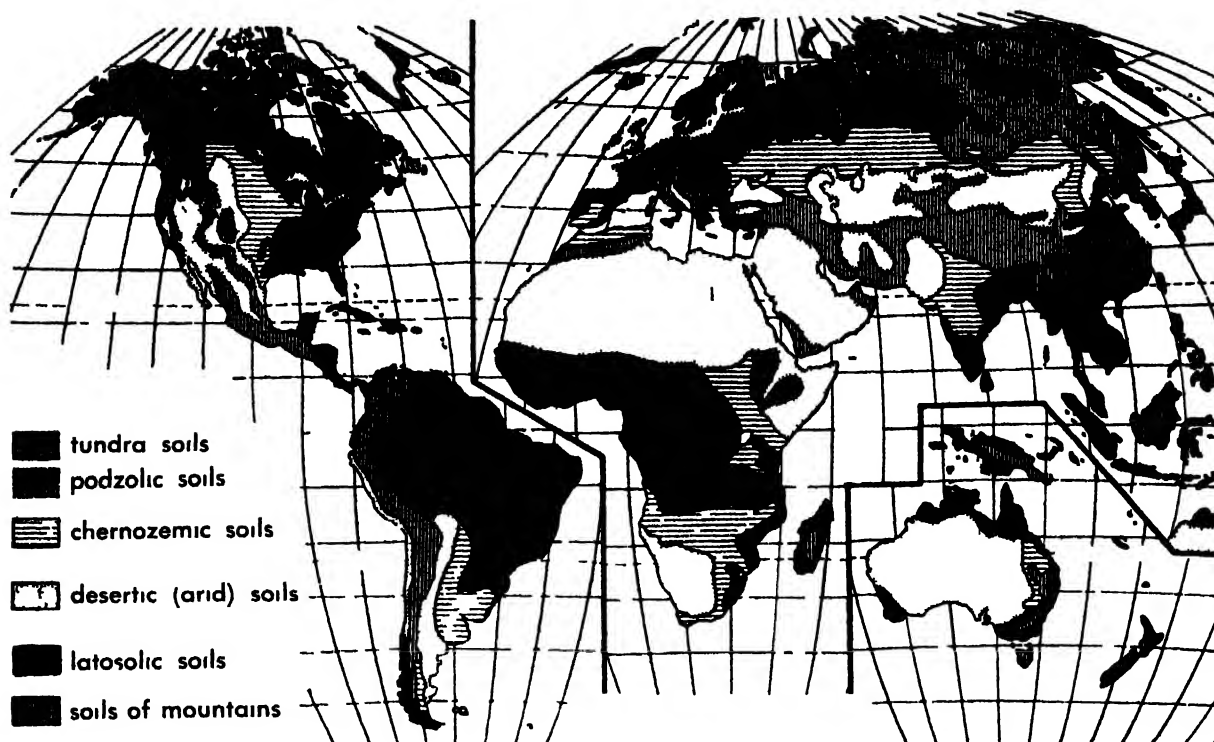 tundra soils
podzolic soils
chernozemic soils
desertic (arid) soils
latosolic soils
soils of mountains